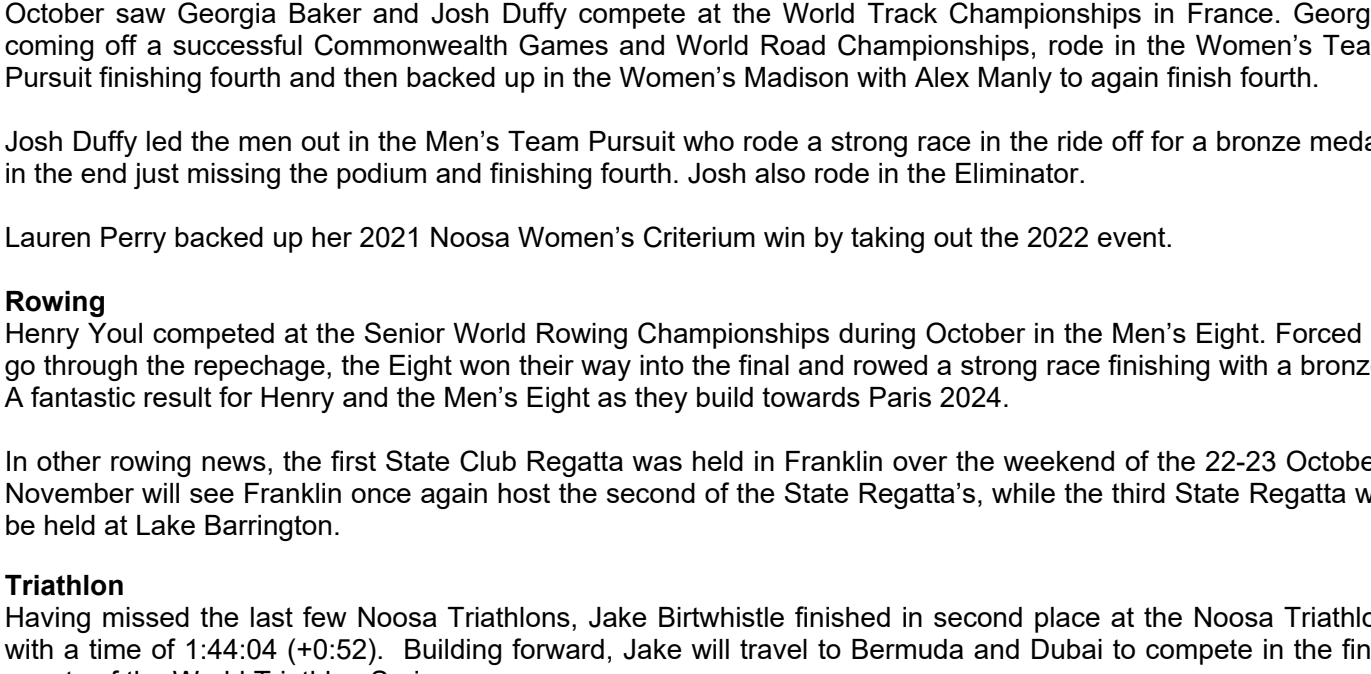 October saw Georgia Baker and Josh Duffy compete at the World Track Championships in France. Georg
coming off a successful Commonwealth Games and World Road Championships, rode in the Women’s Tea
Pursuit finishing fourth and then backed up in the Women’s Madison with Alex Manly to again finish fourth.
Josh Duffy led the men out in the Men’s Team Pursuit who rode a strong race in the ride off for a bronze meda
in the end just missing the podium and finishing fourth. Josh also rode in the Eliminator.
Lauren Perry backed up her 2021 Noosa Women’s Criterium win by taking out the 2022 event.
Rowing
Henry Youl competed at the Senior World Rowing Championships during October in the Men’s Eight. Forced
go through the repechage, the Eight won their way into the final and rowed a strong race finishing with a bronz
A fantastic result for Henry and the Men’s Eight as they build towards Paris 2024.
In other rowing news, the first State Club Regatta was held in Franklin over the weekend of the 22-23 Octobe
November will see Franklin once again host the second of the State Regatta’s, while the third State Regatta w
be held at Lake Barrington.
Triathlon
Having missed the last few Noosa Triathlons, Jake Birtwhistle finished in second place at the Noosa Triathlo
with a time of 1:44:04 (+0:52). Building forward, Jake will travel to Bermuda and Dubai to compete in the fin